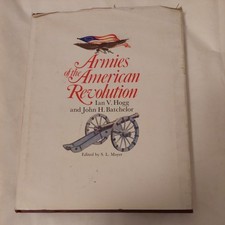 Armies
of the American
Revolution
Ian V. Hogg
and John H. Batchelor
Edited by S. L. Mayer